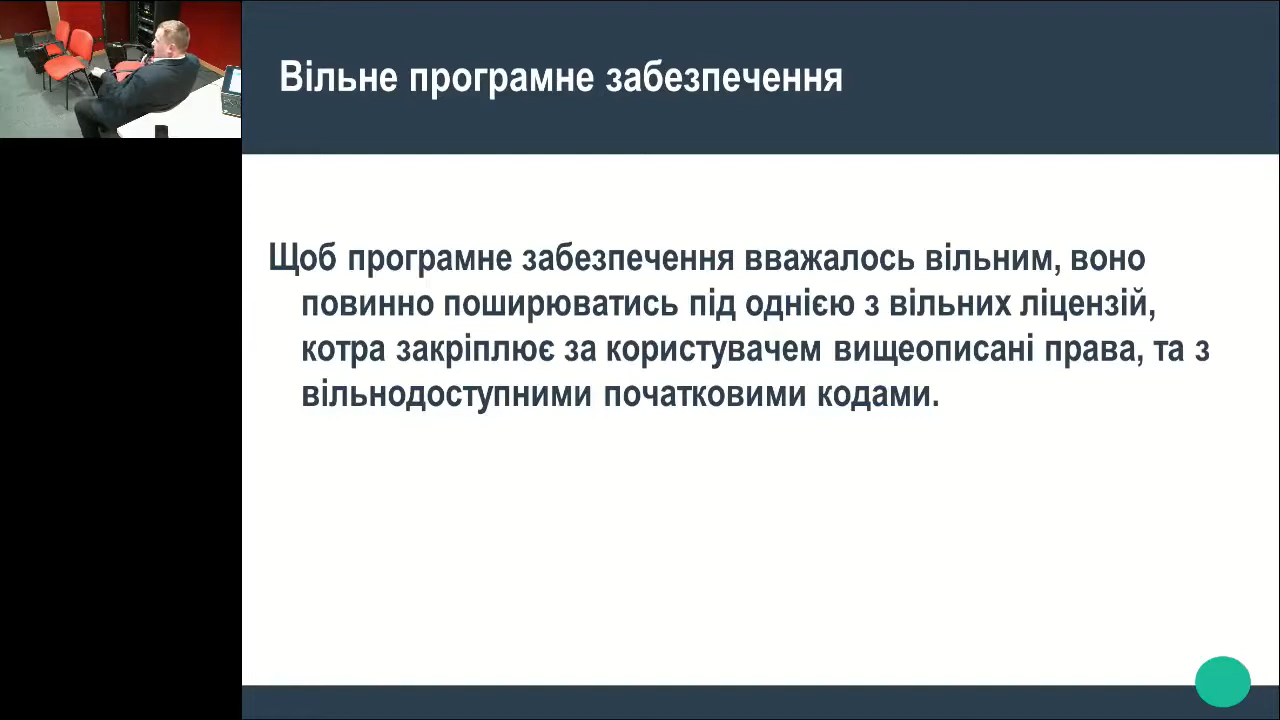 Вільне програмне забезпечення
Щоб програмне забезпечення вважалось вільним, воно
повинно поширюватись під однією з вільних ліцензій,
котра закріплює за користувачем вищеописані права, та з
вільнодоступними початковими кодами.